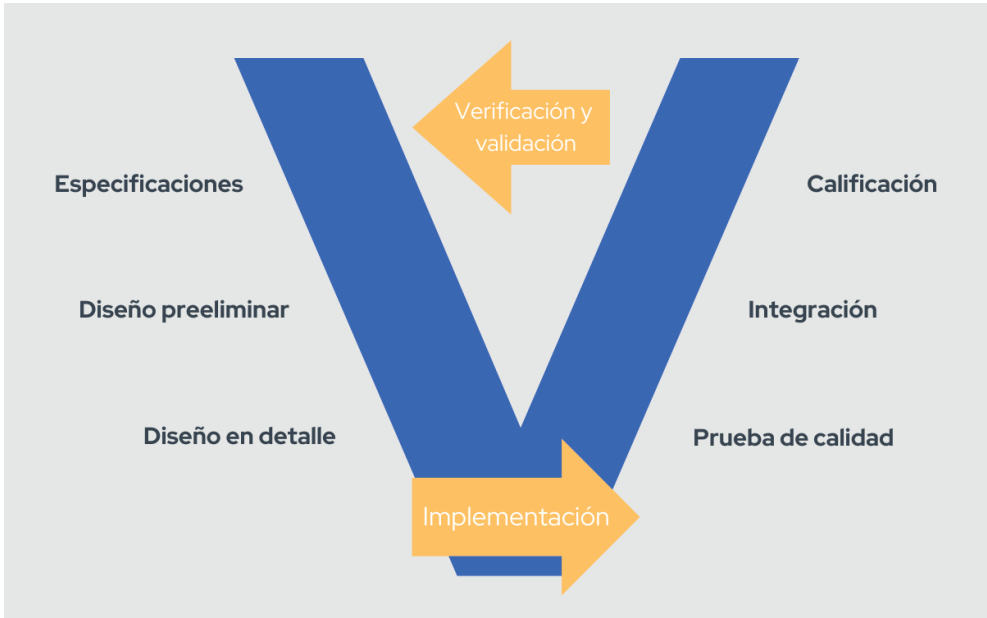 Verificación y
validación
Especificaciones
Calificación
Diseño preeliminar
Integración
Diseño en detalle
Prueba de calidad
Implementación